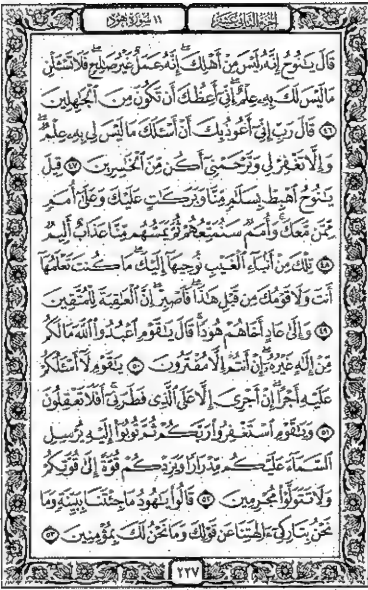 الجزء الثاني عشر
١١ سورة هود
قَالَ يَٰنُوحُ إِنَّهُۥ لَيْسَ مِنْ أَهْلِكَ ۖ إِنَّهُۥ عَمَلٌ غَيْرُ صَٰلِحٍ ۖ فَلَا تَسْـَٔلْنِ
مَا لَيْسَ لَكَ بِهِۦ عِلْمٌ ۖ إِنِّىٓ أَعِظُكَ أَن تَكُونَ مِنَ ٱلْجَٰهِلِينَ
٤٦ قَالَ رَبِّ إِنِّىٓ أَعُوذُ بِكَ أَنْ أَسْـَٔلَكَ مَا لَيْسَ لِى بِهِۦ عِلْمٌ ۖ
وَإِلَّا تَغْفِرْ لِى وَتَرْحَمْنِىٓ أَكُن مِّنَ ٱلْخَٰسِرِينَ ٤٧ قِيلَ
يَٰنُوحُ ٱهْبِطْ بِسَلَٰمٍ مِّنَّا وَبَرَكَٰتٍ عَلَيْكَ وَعَلَىٰٓ أُمَمٍ
مِّمَّن مَّعَكَ ۚ وَأُمَمٌ سَنُمَتِّعُهُمْ ثُمَّ يَمَسُّهُم مِّنَّا عَذَابٌ أَلِيمٌ
٤٨ تِلْكَ مِنْ أَنۢبَآءِ ٱلْغَيْبِ نُوحِيهَآ إِلَيْكَ ۖ مَا كُنتَ تَعْلَمُهَآ
أَنتَ وَلَا قَوْمُكَ مِن قَبْلِ هَٰذَا ۖ فَٱصْبِرْ ۖ إِنَّ ٱلْعَٰقِبَةَ لِلْمُتَّقِينَ
٤٩ وَإِلَىٰ عَادٍ أَخَاهُمْ هُودًا ۚ قَالَ يَٰقَوْمِ ٱعْبُدُوا۟ ٱللَّهَ مَا لَكُم
مِّنْ إِلَٰهٍ غَيْرُهُۥٓ ۖ إِنْ أَنتُمْ إِلَّا مُفْتَرُونَ ٥٠ يَٰقَوْمِ لَآ أَسْـَٔلُكُمْ
عَلَيْهِ أَجْرًا ۖ إِنْ أَجْرِىَ إِلَّا عَلَى ٱلَّذِى فَطَرَنِىٓ ۚ أَفَلَا تَعْقِلُونَ
٥١ وَيَٰقَوْمِ ٱسْتَغْفِرُوا۟ رَبَّكُمْ ثُمَّ تُوبُوٓا۟ إِلَيْهِ يُرْسِلِ
ٱلسَّمَآءَ عَلَيْكُم مِّدْرَارًا وَيَزِدْكُمْ قُوَّةً إِلَىٰ قُوَّتِكُمْ
وَلَا تَتَوَلَّوْا۟ مُجْرِمِينَ ٥٢ قَالُوا۟ يَٰهُودُ مَا جِئْتَنَا بِبَيِّنَةٍ وَمَا
نَحْنُ بِتَارِكِىٓ ءَالِهَتِنَا عَن قَوْلِكَ وَمَا نَحْنُ لَكَ بِمُؤْمِنِينَ ٥٣
٢٢٧